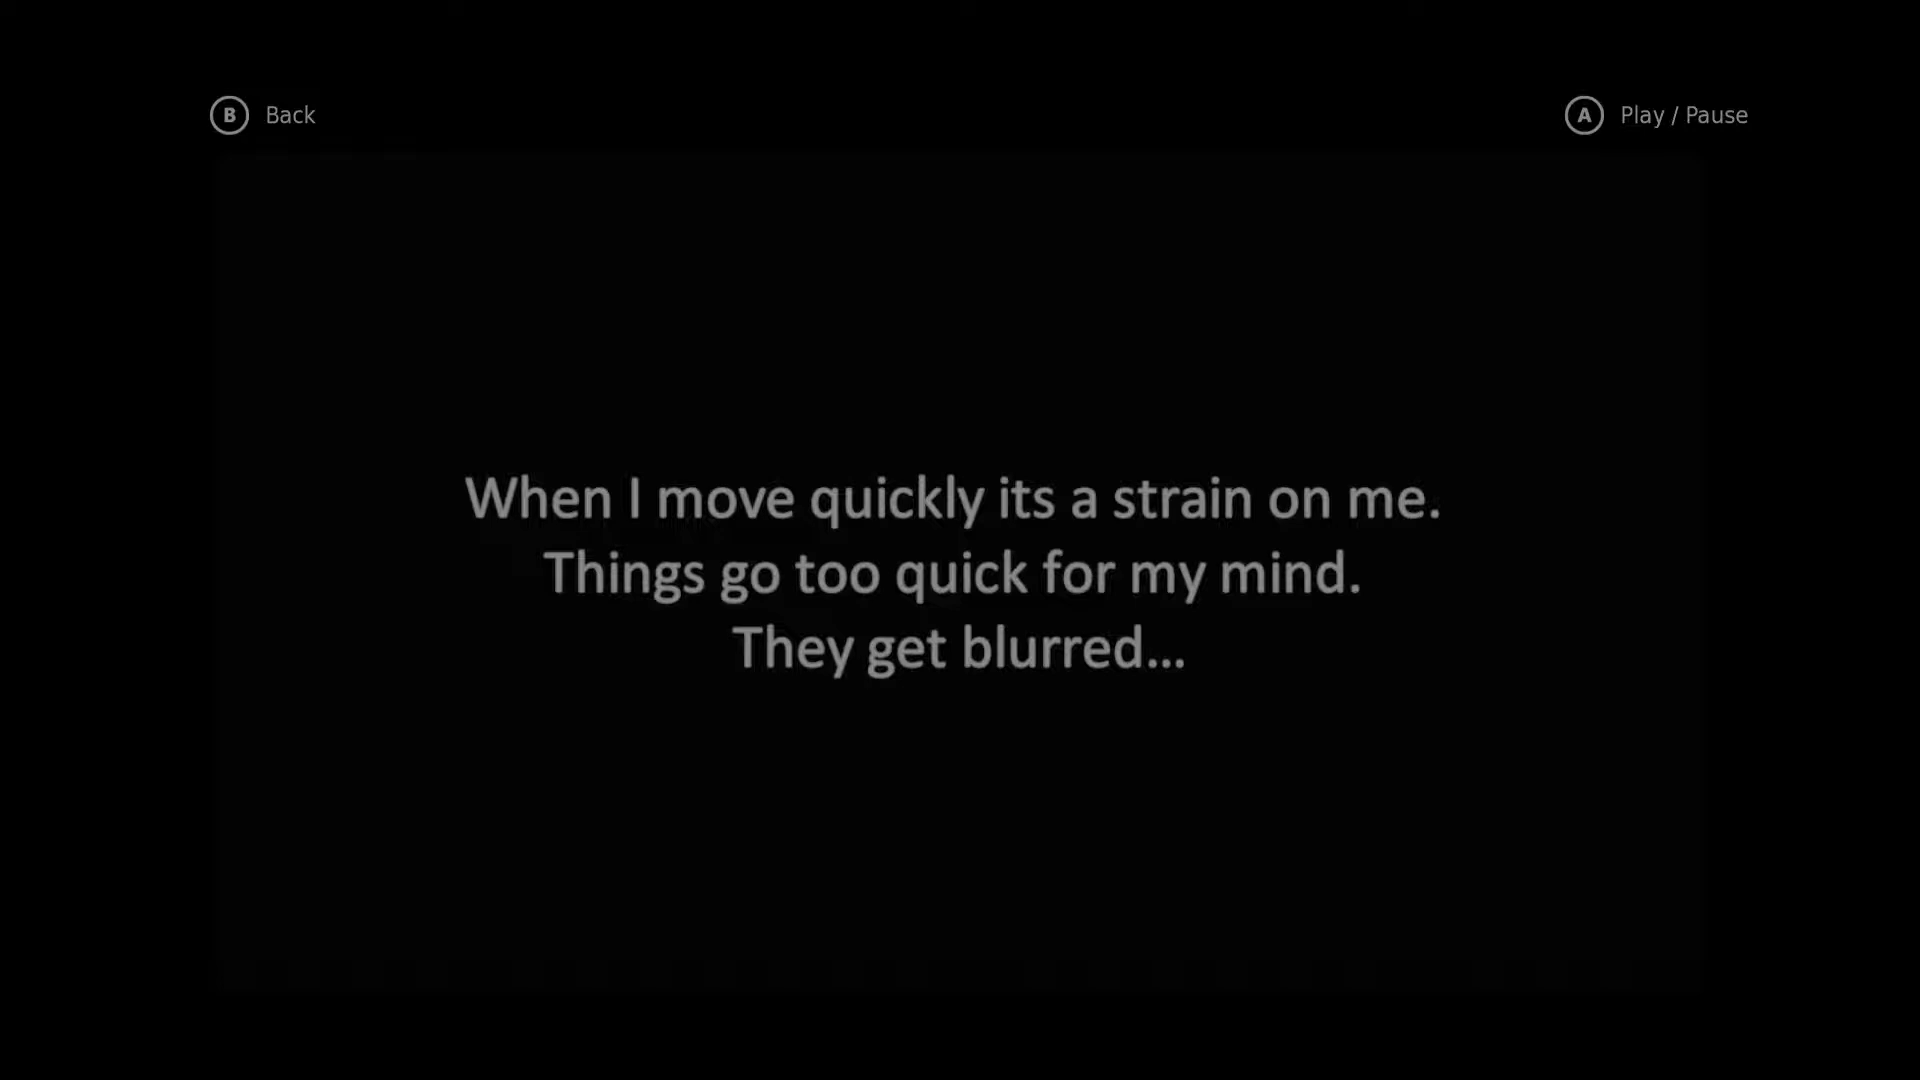 B Back
A Play / Pause
When I move quickly its a strain on me.
Things go too quick for my mind.
They get blurred...